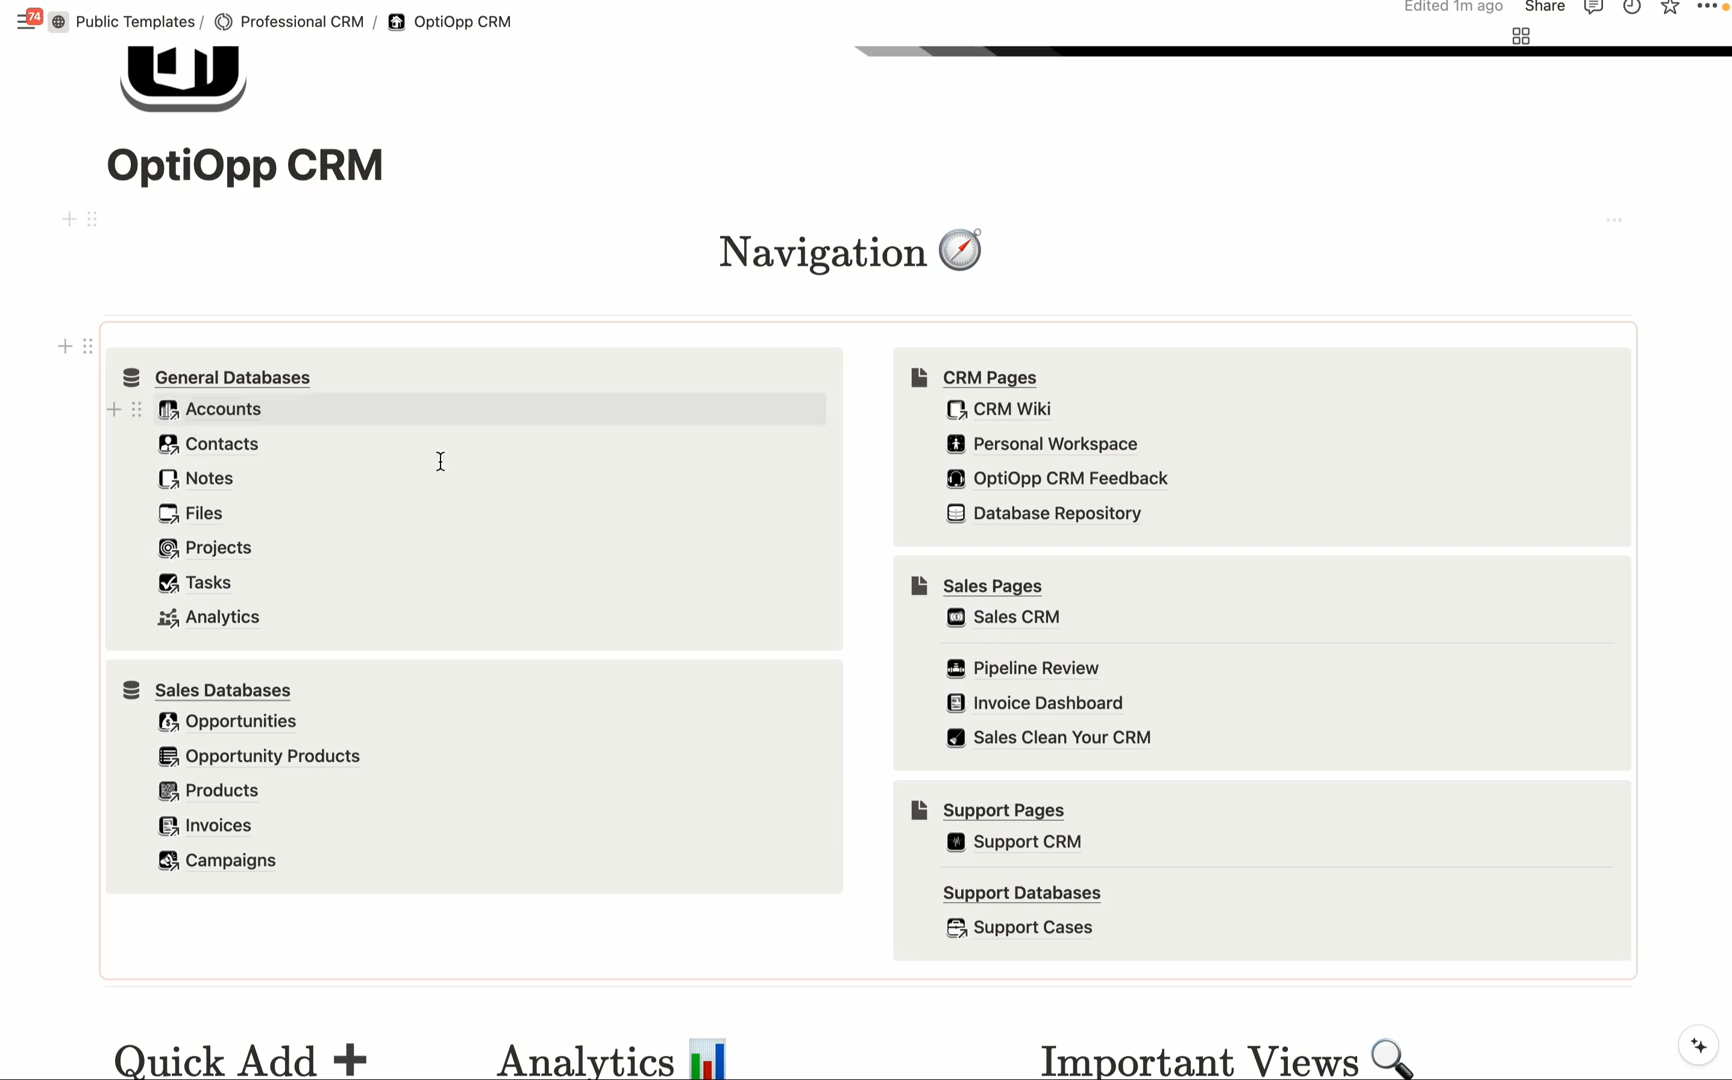 74
Public Templates / Professional CRM / OptiOpp CRM
Edited 1m ago Share
OptiOpp CRM
Navigation
General Databases
Accounts
Contacts
Notes
Files
Projects
Tasks
Analytics
Sales Databases
Opportunities
Opportunity Products
Products
Invoices
Campaigns
CRM Pages
CRM Wiki
Personal Workspace
OptiOpp CRM Feedback
Database Repository
Sales Pages
Sales CRM
Pipeline Review
Invoice Dashboard
Sales Clean Your CRM
Support Pages
Support CRM
Support Databases
Support Cases
Quick Add
Analytics
Important Views